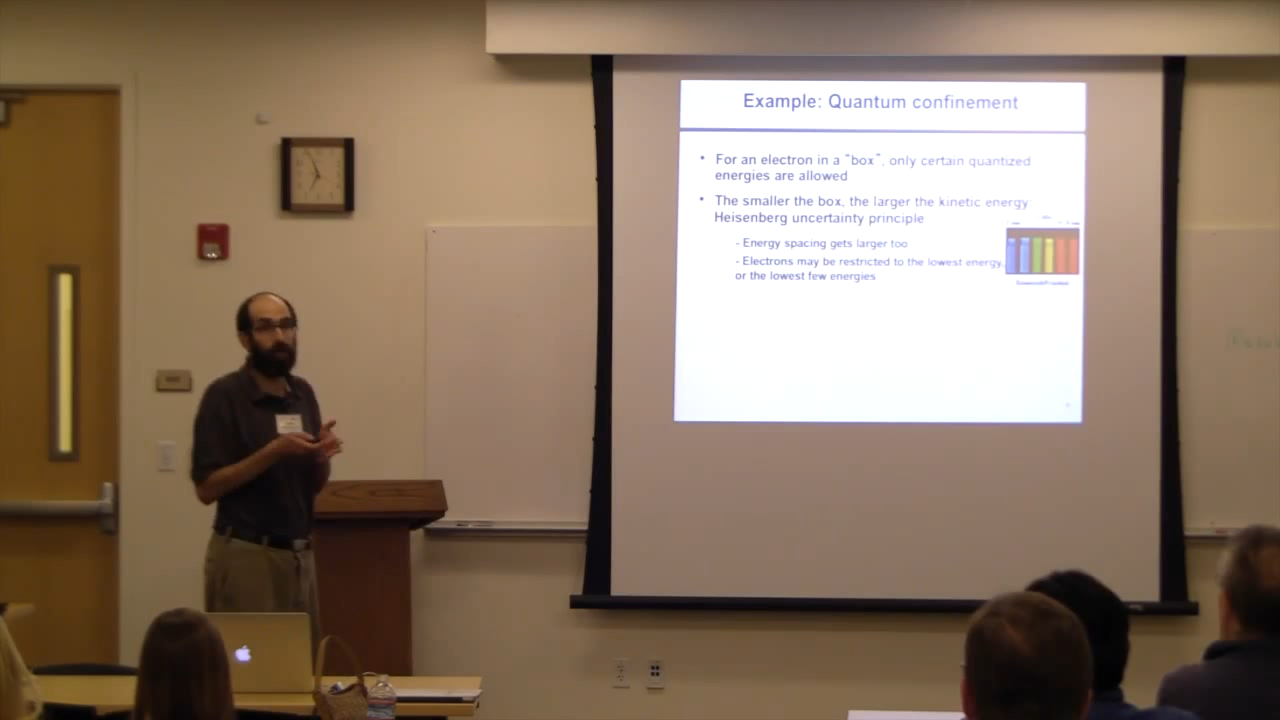 Example: Quantum confinement
• For an electron in a "box", only certain quantized
energies are allowed
• The smaller the box, the larger the kinetic energy:
Heisenberg uncertainty principle
- Energy spacing gets larger too
- Electrons may be restricted to the lowest energy,
or the lowest few energies